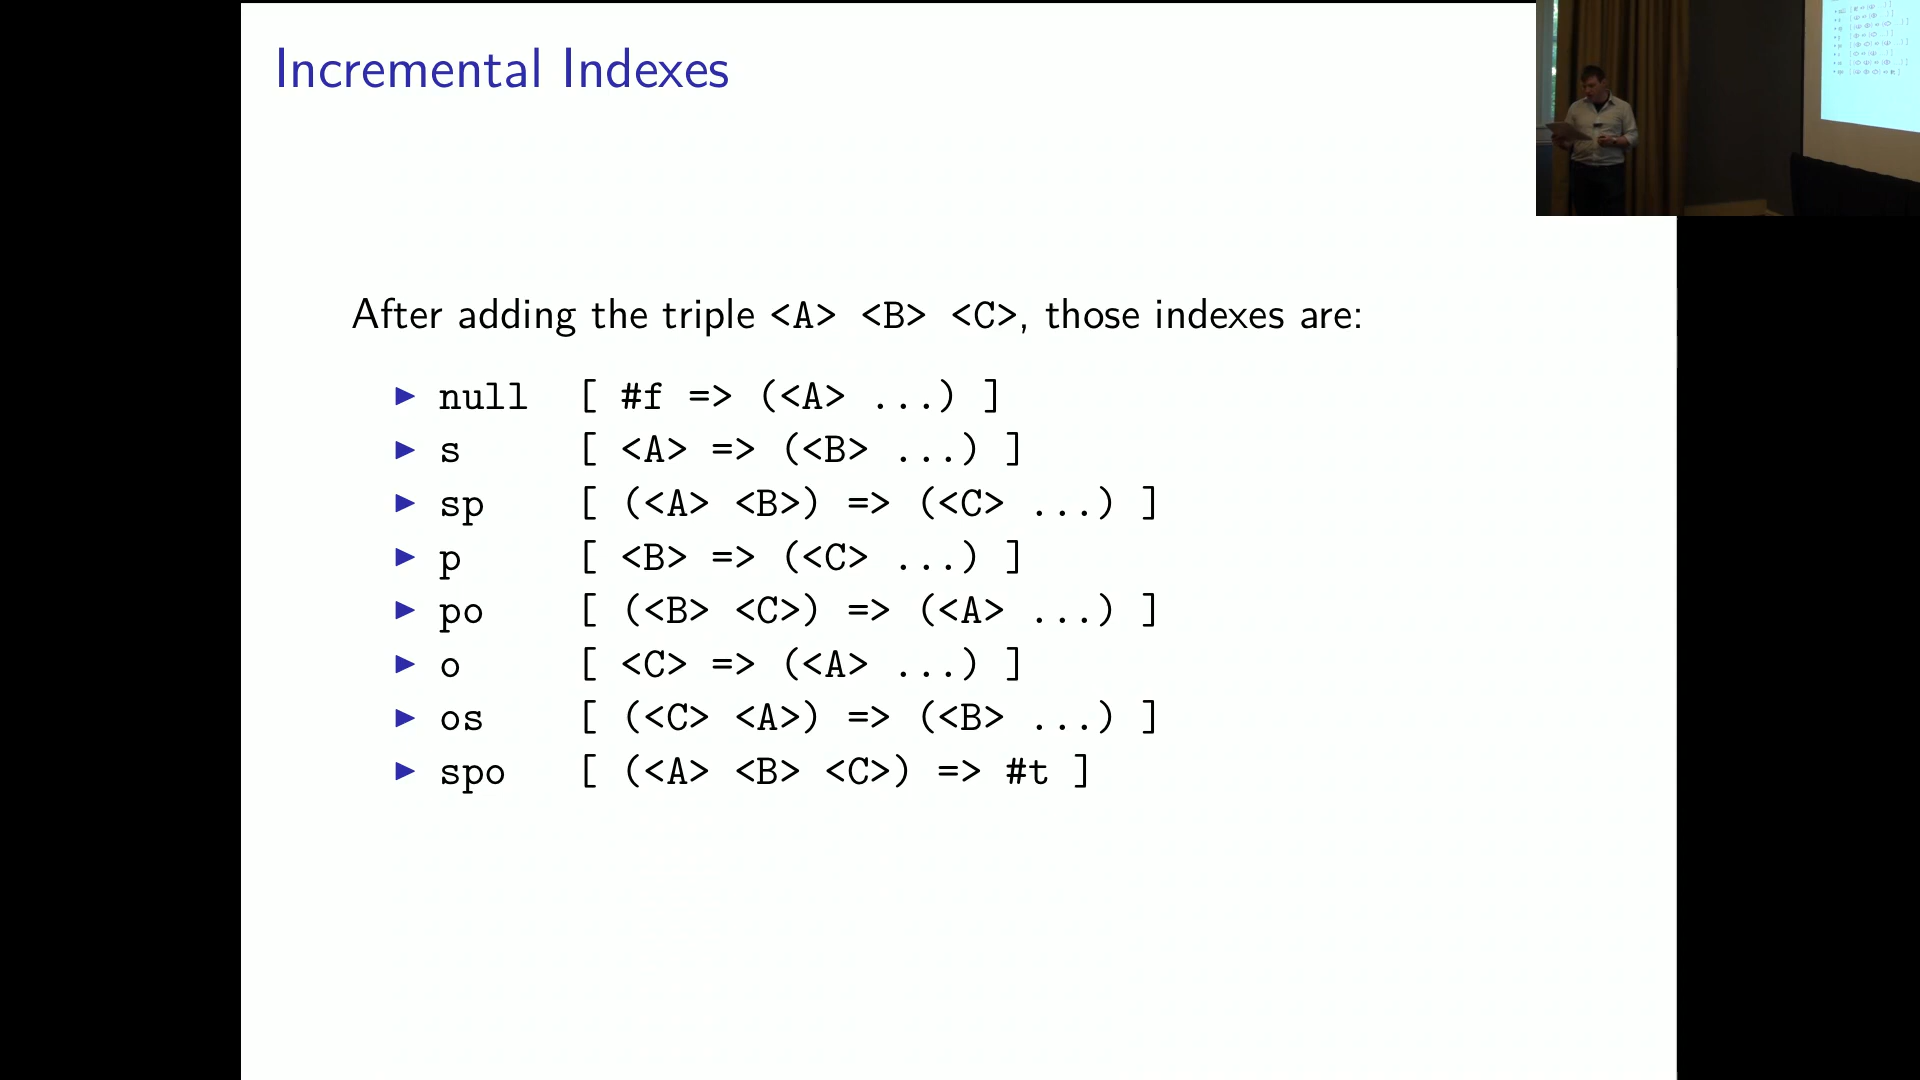 Incremental Indexes
After adding the triple <A> <B> <C>, those indexes are:
▶ null [ #f => (<A> ...) ]
▶ s [ <A> => (<B> ...) ]
▶ sp [ (<A> <B>) => (<C> ...) ]
▶ p [ <B> => (<C> ...) ]
▶ po [ (<B> <C>) => (<A> ...) ]
▶ o [ <C> => (<A> ...) ]
▶ os [ (<C> <A>) => (<B> ...) ]
▶ spo [ (<A> <B> <C>) => #t ]